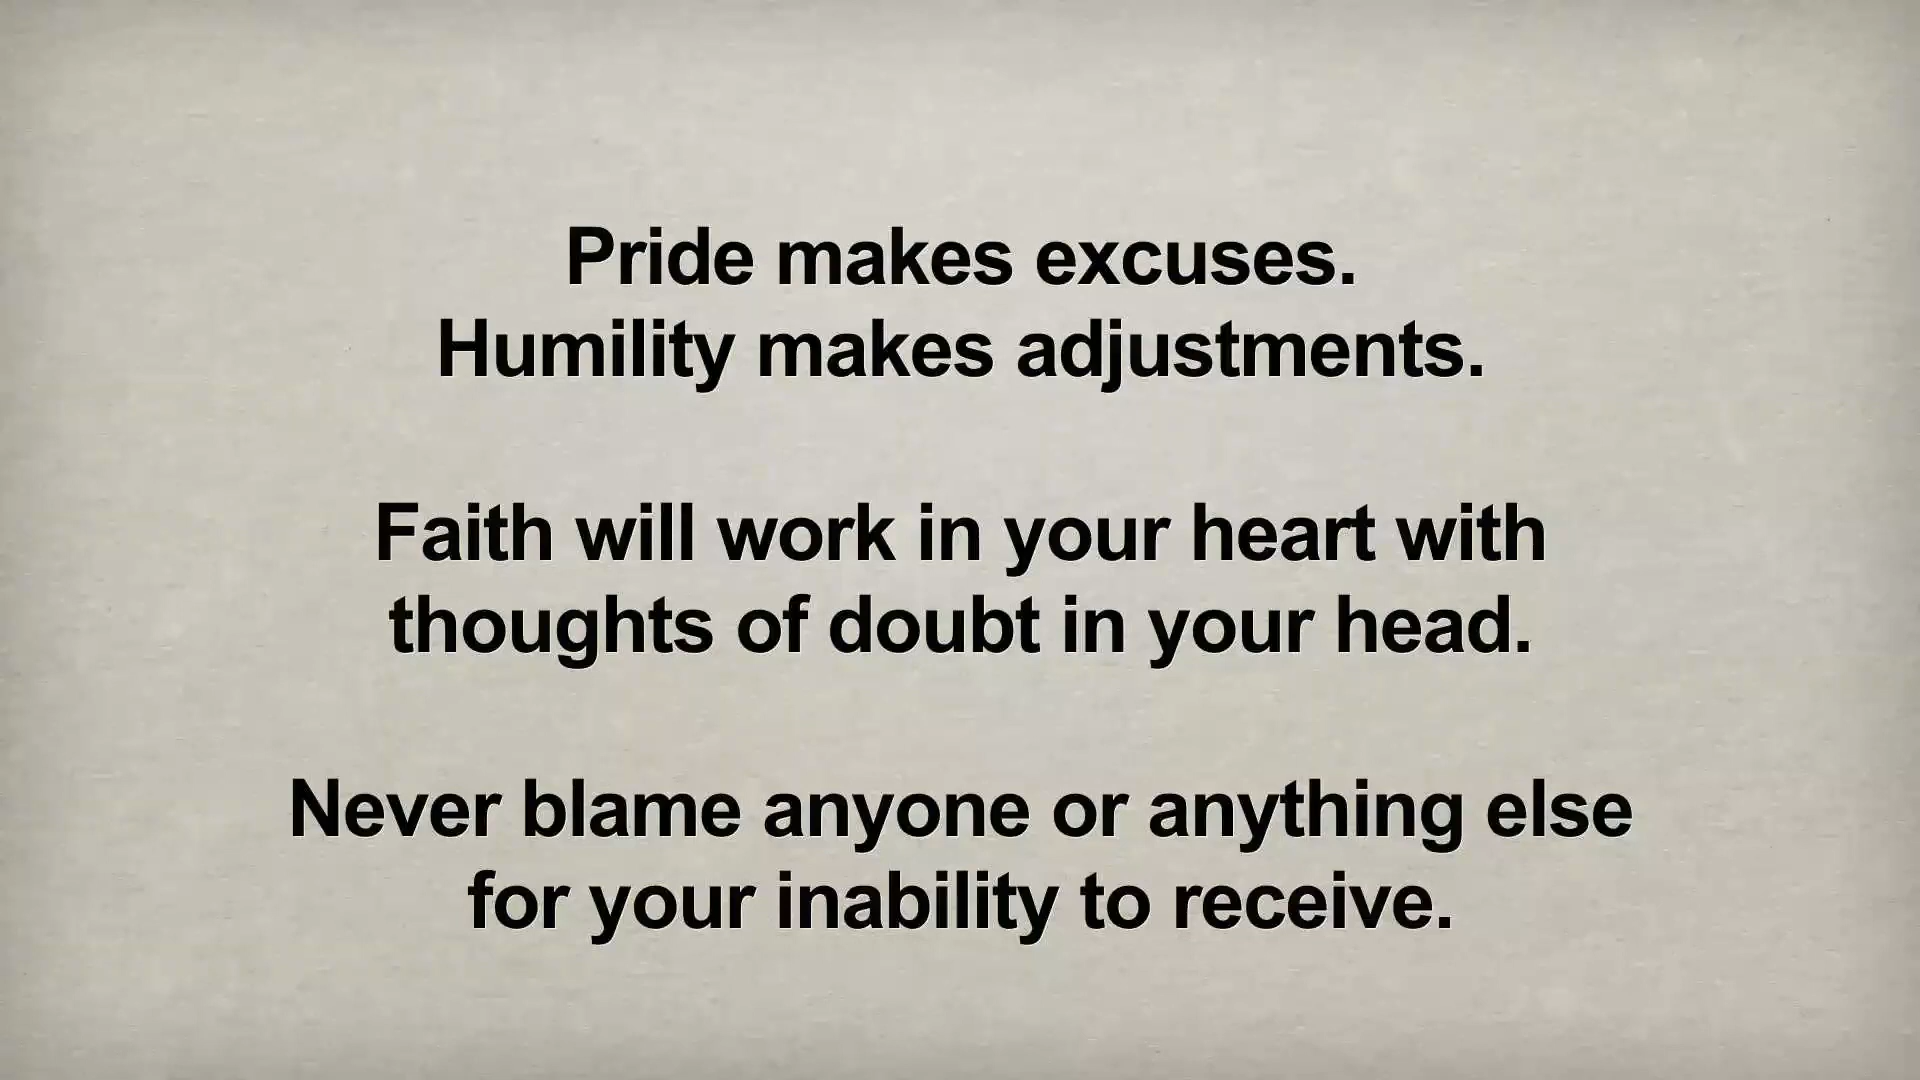 Pride makes excuses.
Humility makes adjustments.
Faith will work in your heart with
thoughts of doubt in your head.
Never blame anyone or anything else
for your inability to receive.